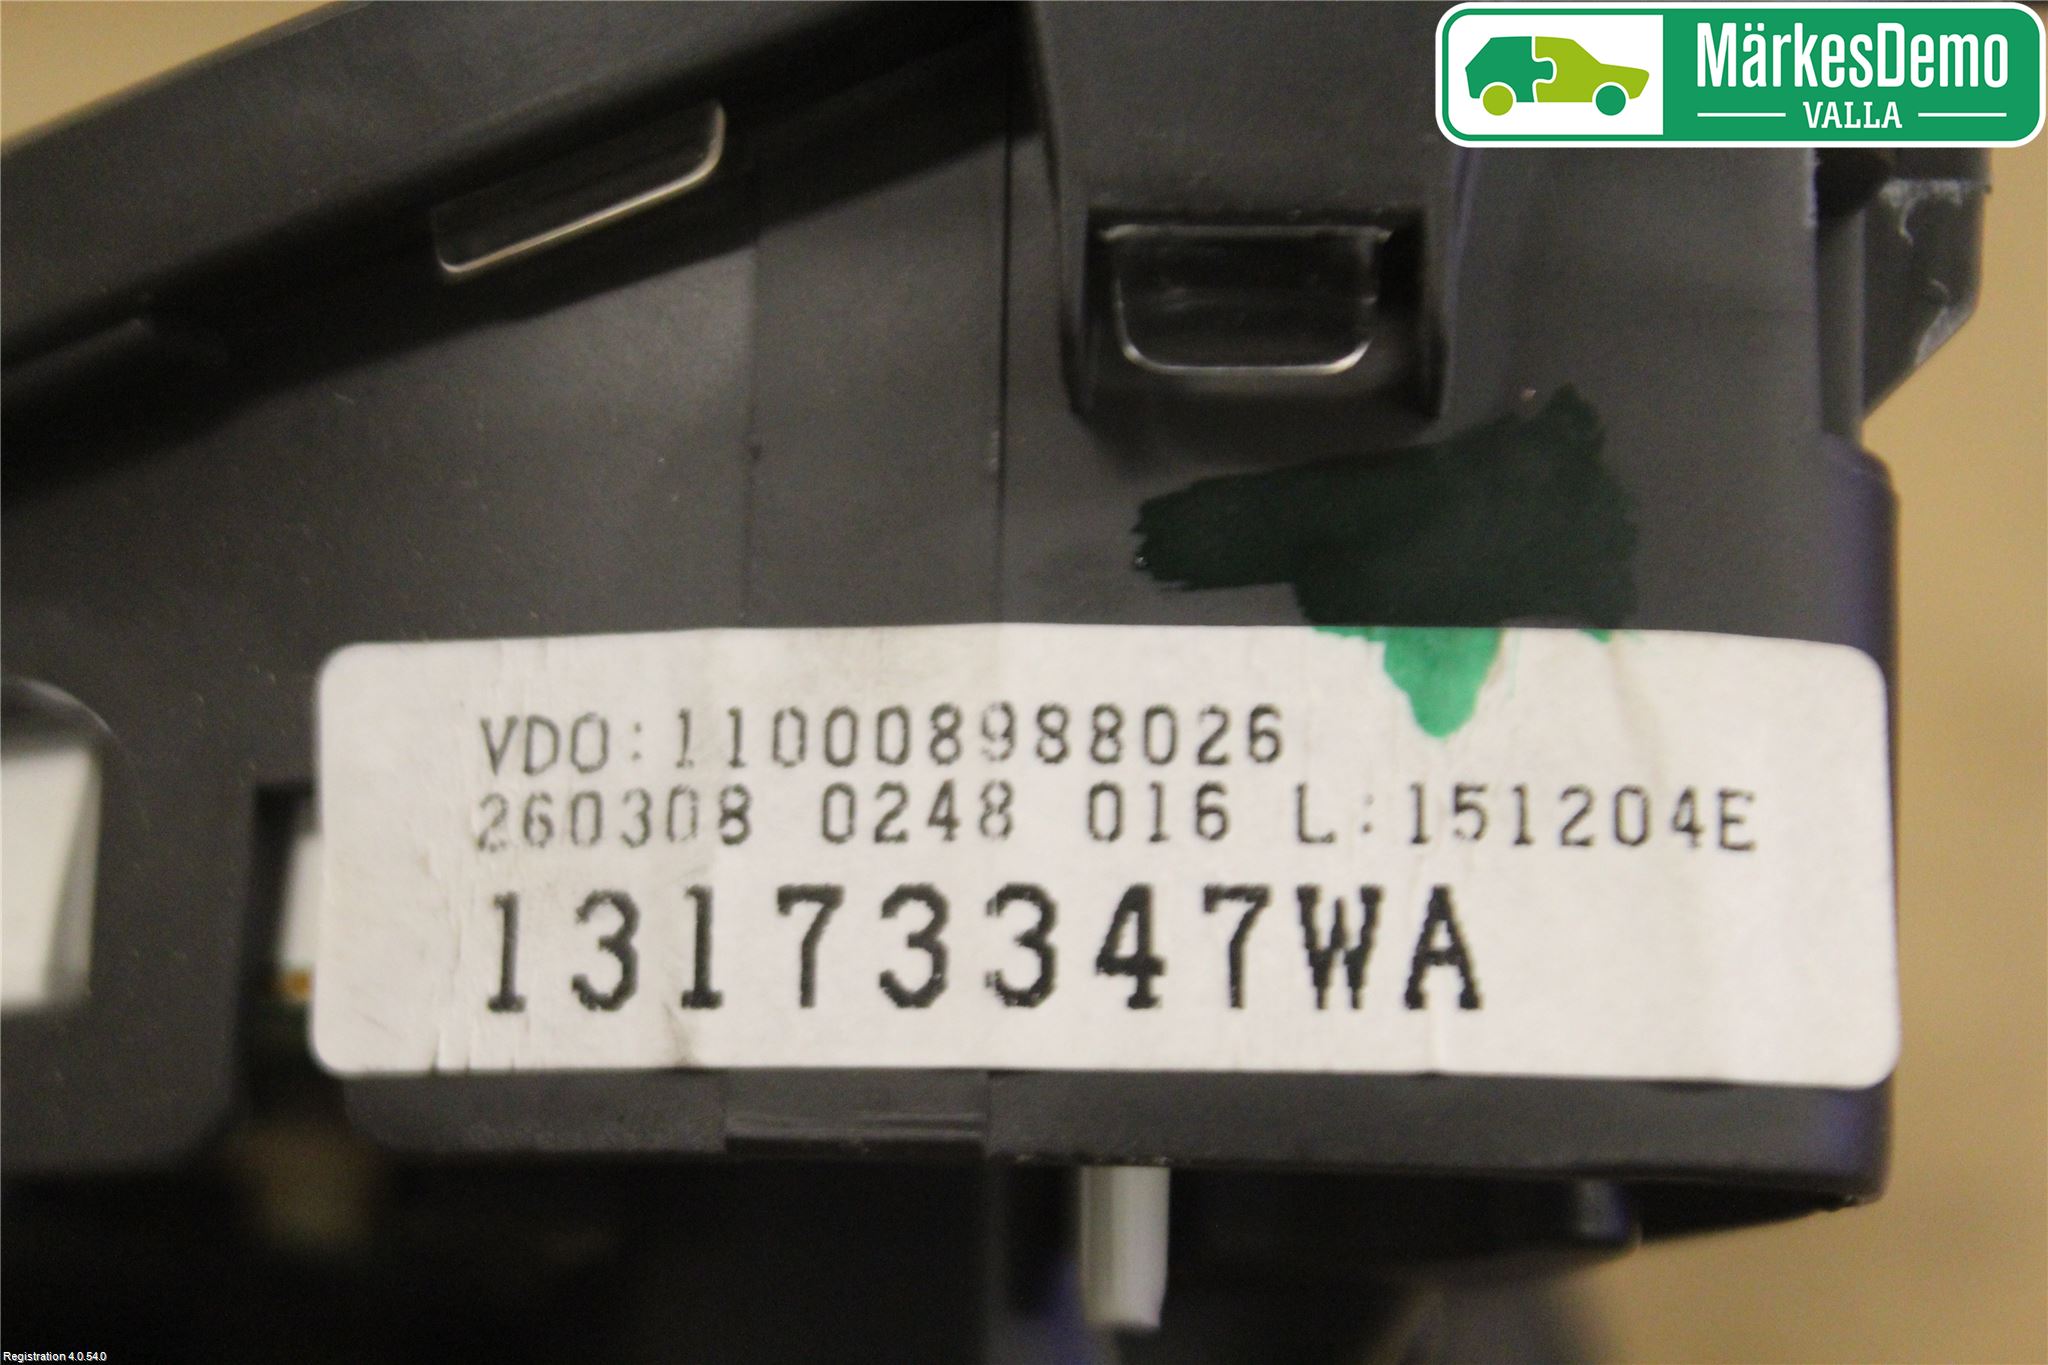 MärkesDemo
VALLA
VDO:110008988026
260308 0248 016 L:151204E
13173347WA
Registration 4.0.54.0